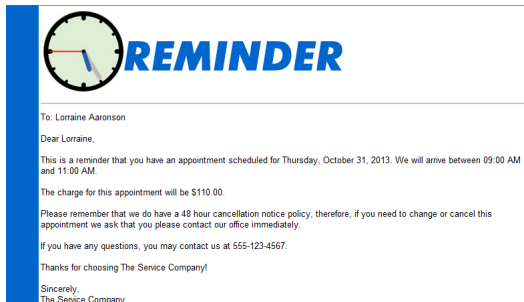 REMINDER
To: Lorraine Aaronson
Dear Lorraine,
This is a reminder that you have an appointment scheduled for Thursday, October 31, 2013. We will arrive between 09:00 AM
and 11:00 AM.
The charge for this appointment will be $110.00.
Please remember that we do have a 48 hour cancellation notice policy, therefore, if you need to change or cancel this
appointment we ask that you please contact our office immediately.
If you have any questions, you may contact us at 555-123-4567.
Thanks for choosing The Service Company!
Sincerely,
The Service Company